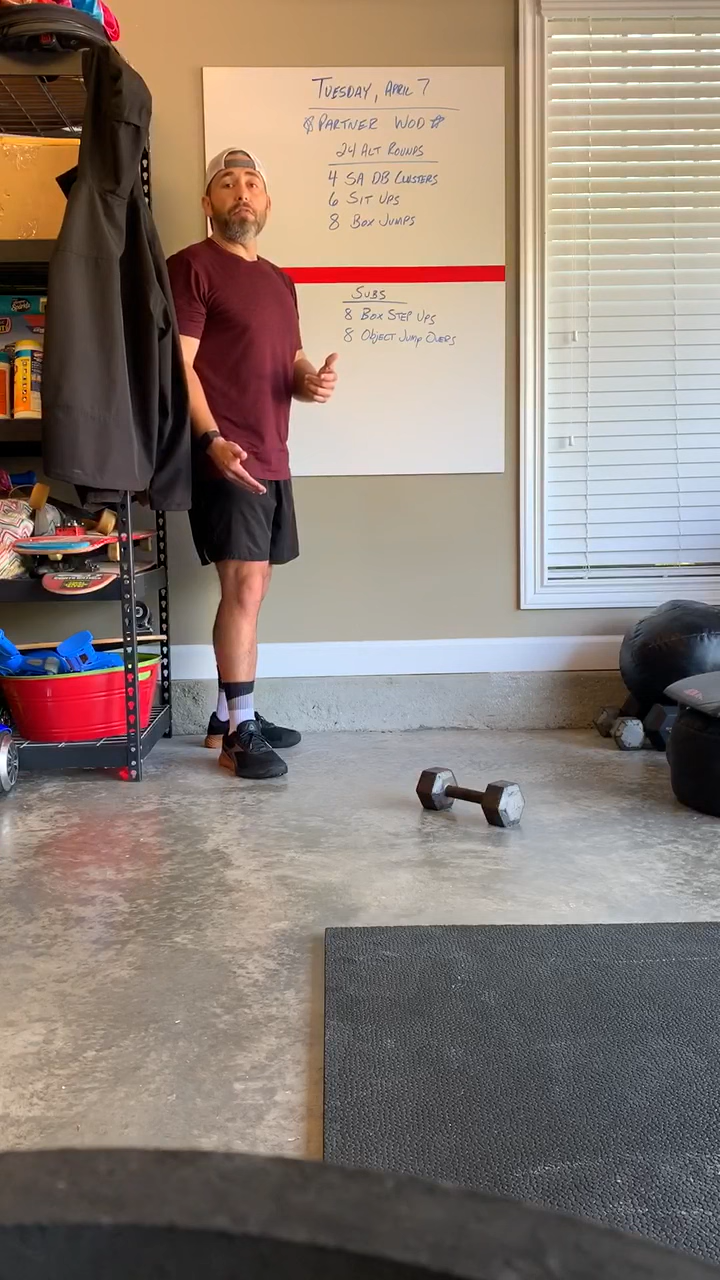 TUESDAY, APRIL 7
PARTNER WOD
24 ALT ROUNDS
4 SA DB CLUSTERS
6 SIT UPS
8 BOX JUMPS
SUBS
8 BOX STEP UPS
8 OBJECT JUMP OVERS